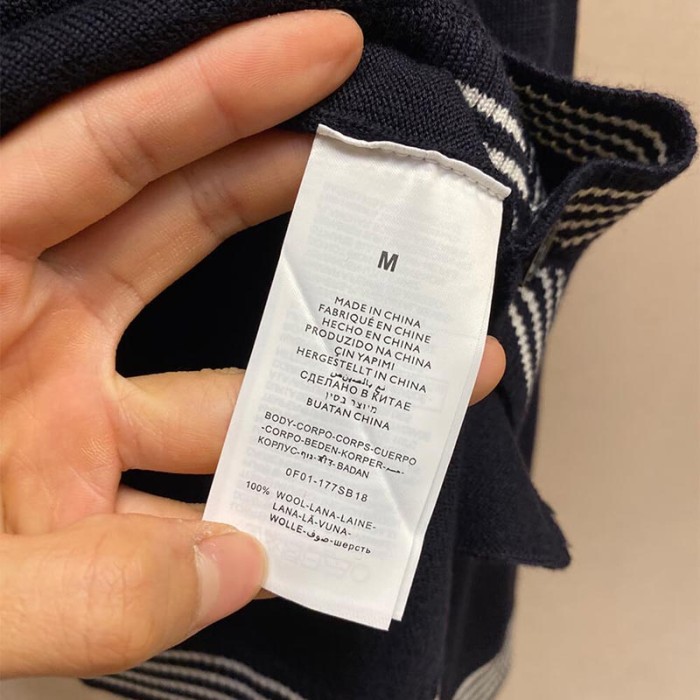 M
MADE IN CHINA
FABRIQUÉ EN CHINE
HECHO EN CHINA
PRODUZIDO NA CHINA
ÇIN YAPIMI
HERGESTELLT IN CHINA
СДЕЛАНО В КИТАЕ
מיוצר בסין
BUATAN CHINA
BODY-CORPO-CORPS-CUERPO
-CORPO-BEDEN-KORPER-
КОРПУС-גוף-BADAN
0F01-177SB18
100% WOOL-LANA-LAINE-
LANA-LÃ-VUNA-
WOLLE-صوف-шерсть